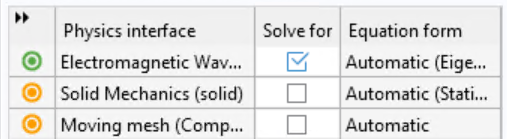 Physics interface Solve for Equation form
Electromagnetic Wav... Automatic (Eige...
Solid Mechanics (solid) Automatic (Stati...
Moving mesh (Comp... Automatic